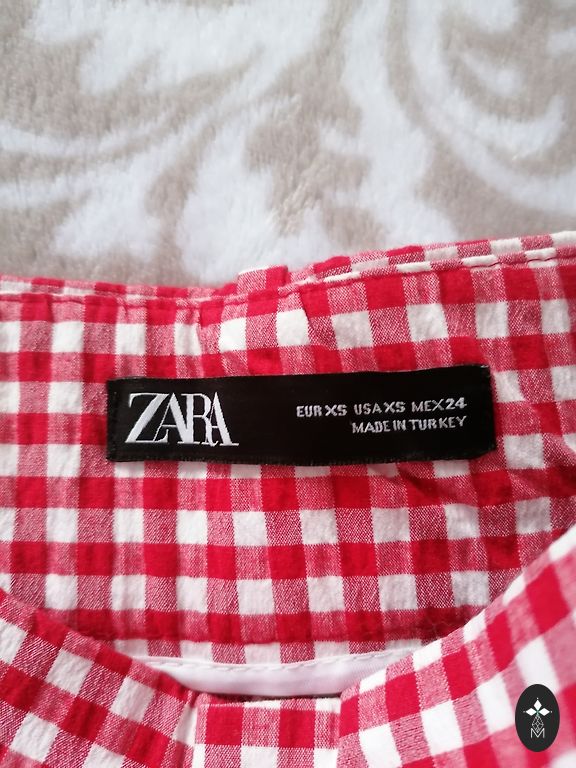 ZARA
EUR XS USA XS MEX 24
MADE IN TURKEY
M